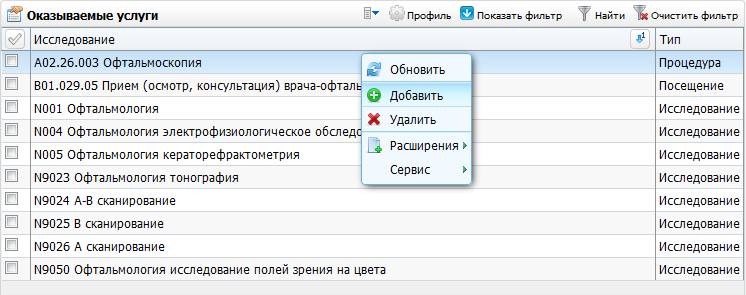 Оказываемые услуги Профиль Показать фильтр Найти Очистить фильтр
Исследование Тип
A02.26.003 Офтальмоскопия Процедура
B01.029.05 Прием (осмотр, консультация) врача-офталь Посещение
N001 Офтальмология Исследование
N004 Офтальмология электрофизиологическое обследо Исследование
N005 Офтальмология кераторефрактометрия Исследование
N9023 Офтальмология тонография Исследование
N9024 А-В сканирование Исследование
N9025 В сканирование Исследование
N9026 А сканирование Исследование
N9050 Офтальмология исследование полей зрения на цвета Исследование
Обновить
Добавить
Удалить
Расширения
Сервис